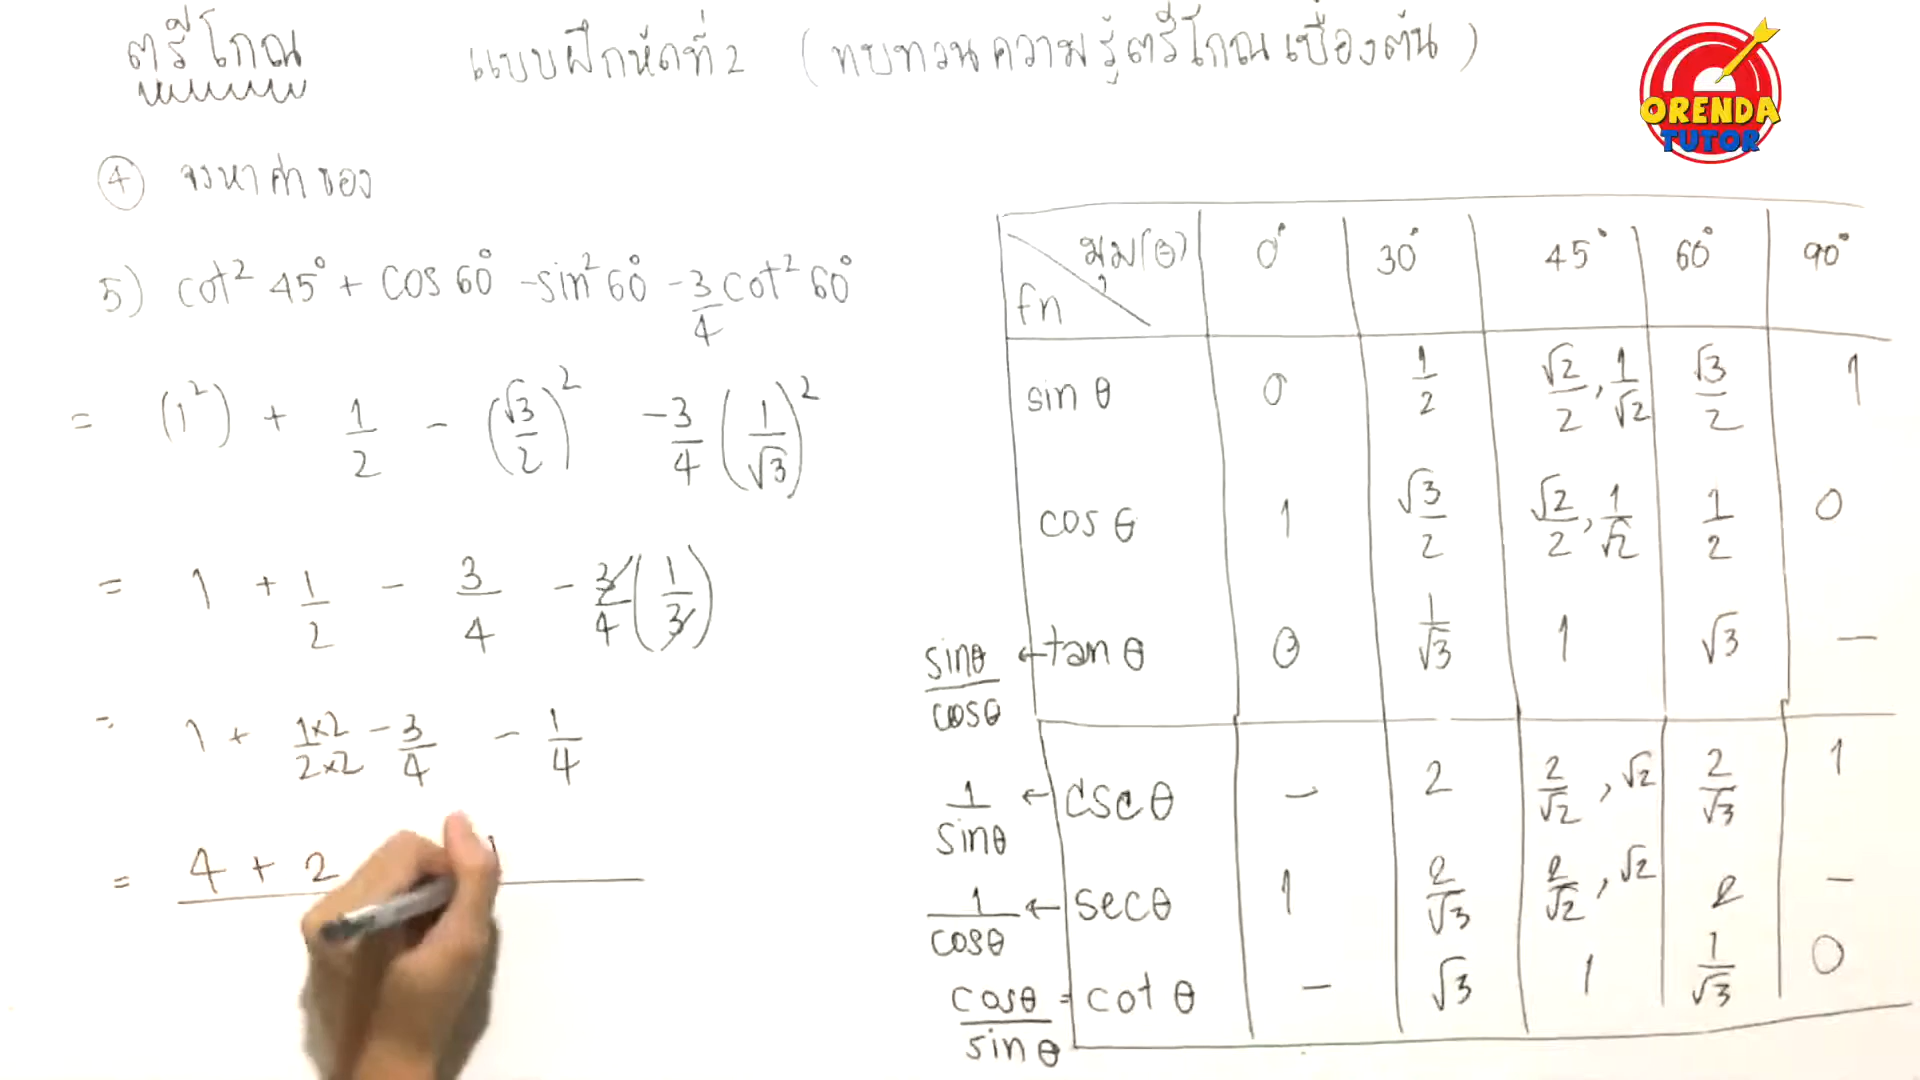 ตรีโกณ แบบฝึกหัดที่ 2 (ทบทวนความรู้ตรีโกณเบื้องต้น)
ORENDA
TUTOR
④ จงหาค่าของ
5) cot² 45° + cos 60° - sin² 60° - 3/4 cot² 60°
= (1²) + 1/2 - (√3/2)² - 3/4 (1/√3)²
= 1 + 1/2 - 3/4 - 3/4 (1/3)
= 1 + 1×2/2×2 - 3/4 - 1/4
= 4 + 2
มุม(θ) fn 0° 30° 45° 60° 90°
sin θ 0 1/2 √2/2, 1/√2 √3/2 1
cos θ 1 √3/2 √2/2, 1/√2 1/2 0
sinθ/cosθ ← tan θ 0 1/√3 1 √3 —
1/sinθ ← csc θ — 2 2/√2, √2 2/√3 1
1/cosθ ← sec θ 1 2/√3 2/√2, √2 2 —
cosθ/sinθ = cot θ — √3 1 1/√3 0